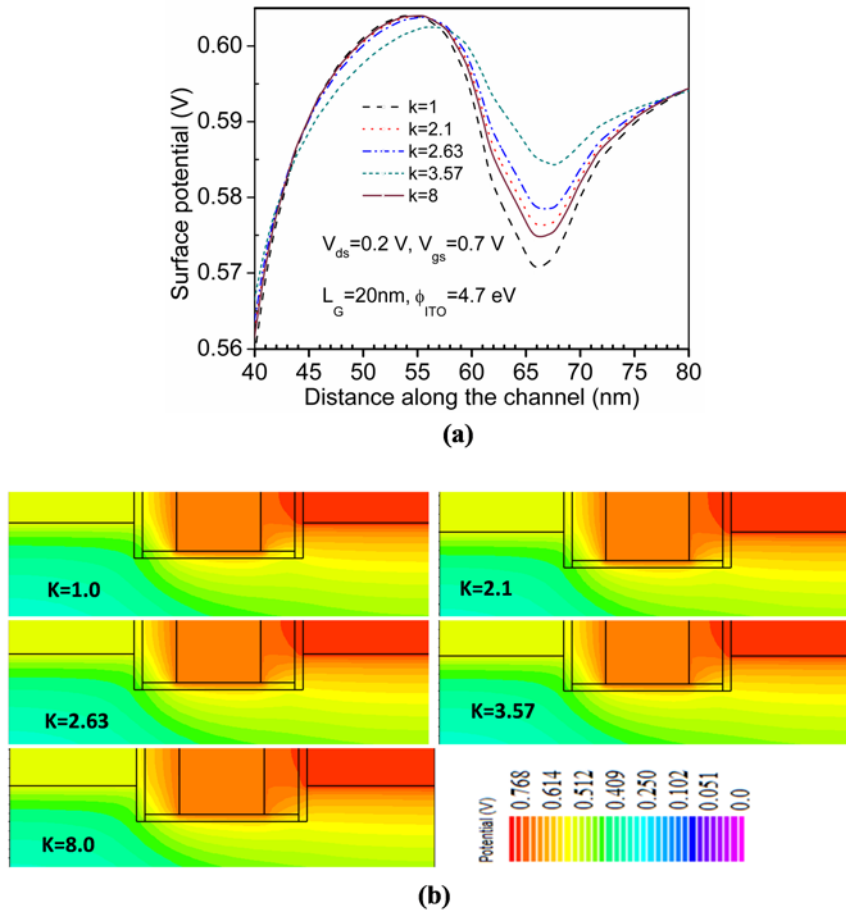 0.60
0.59
0.58
0.57
0.56
Surface potential (V)
k=1
k=2.1
k=2.63
k=3.57
k=8
V_ds=0.2 V, V_gs=0.7 V
L_G=20nm, ϕ_ITO=4.7 eV
40 45 50 55 60 65 70 75 80
Distance along the channel (nm)
(a)
K=1.0
K=2.1
K=2.63
K=3.57
K=8.0
Potential (V)
0.768 0.614 0.512 0.409 0.250 0.102 0.051 0.0
(b)